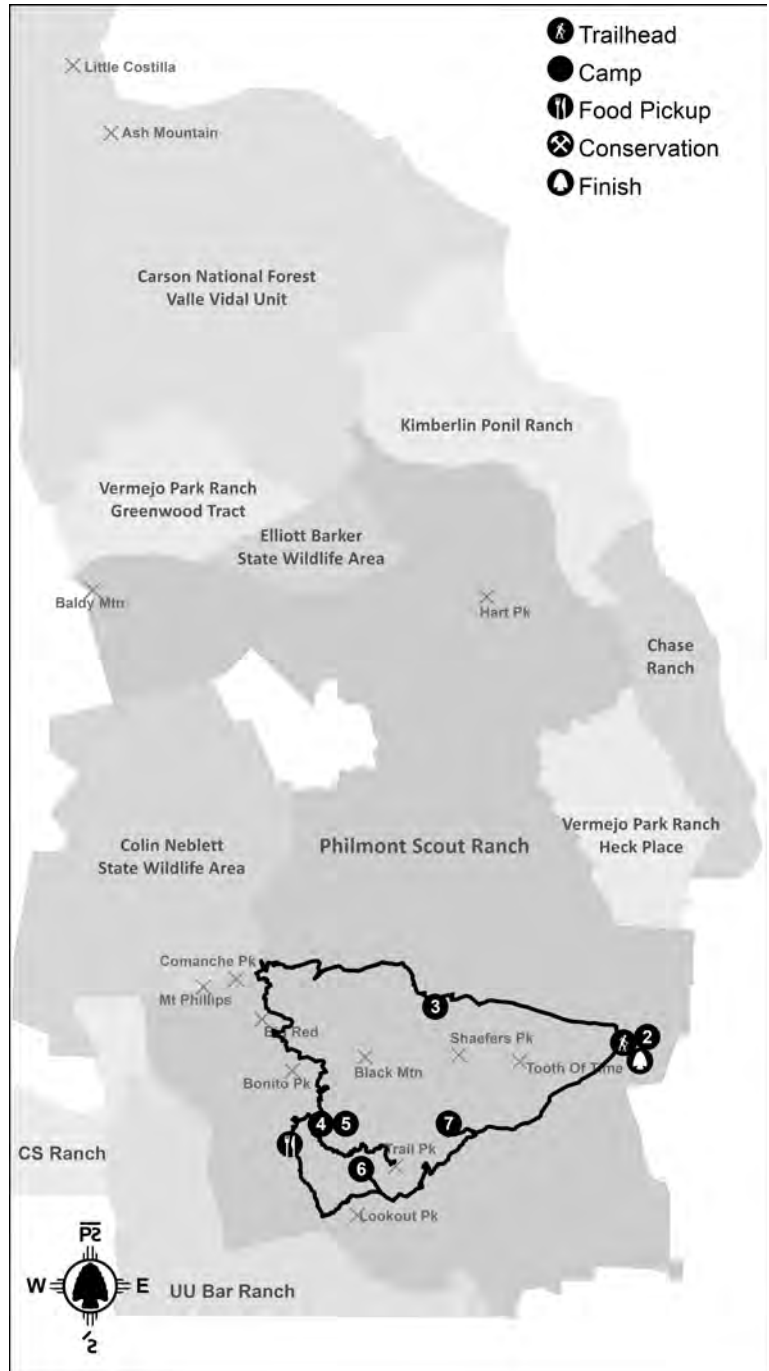 Trailhead
Camp
Food Pickup
Conservation
Finish
Little Costilla
Ash Mountain
Carson National Forest
Valle Vidal Unit
Kimberlin Ponil Ranch
Vermejo Park Ranch
Greenwood Tract
Elliott Barker
State Wildlife Area
Baldy Mtn
Hart Pk
Chase
Ranch
Vermejo Park Ranch
Heck Place
Colin Neblett
State Wildlife Area
Philmont Scout Ranch
Comanche Pk
Mt Phillips
3
Big Red
Shaefers Pk
2
Black Mtn
Tooth Of Time
Bonito Pk
4
5
7
CS Ranch
Trail Pk
6
Lookout Pk
W
E
UU Bar Ranch